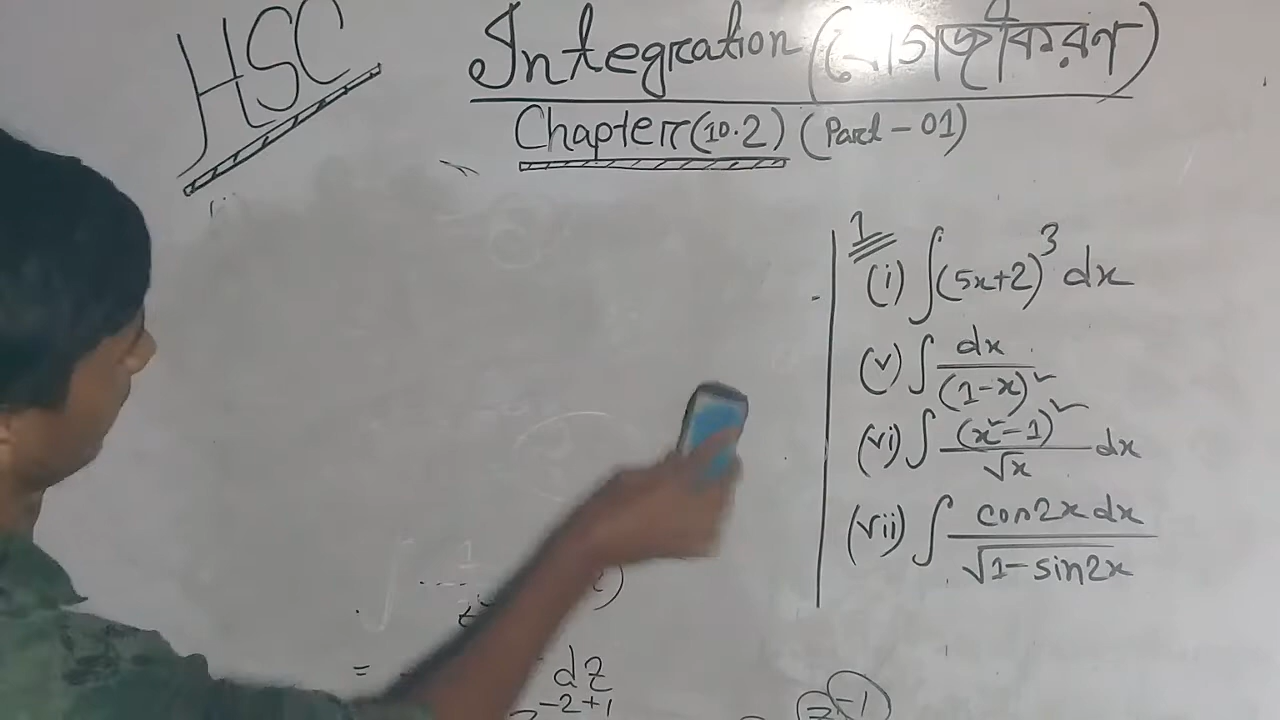 HSC
Integration (যোগজীকরণ)
Chapter (10.2) (Part - 01)
1
(i) ∫(5x+2)³ dx
(v) ∫ dx / (1-x)²
(vi) ∫ (x²-1)² / √x dx
(vii) ∫ cos2x dx / √1-sin2x
= dz
-2+1
z⁻¹